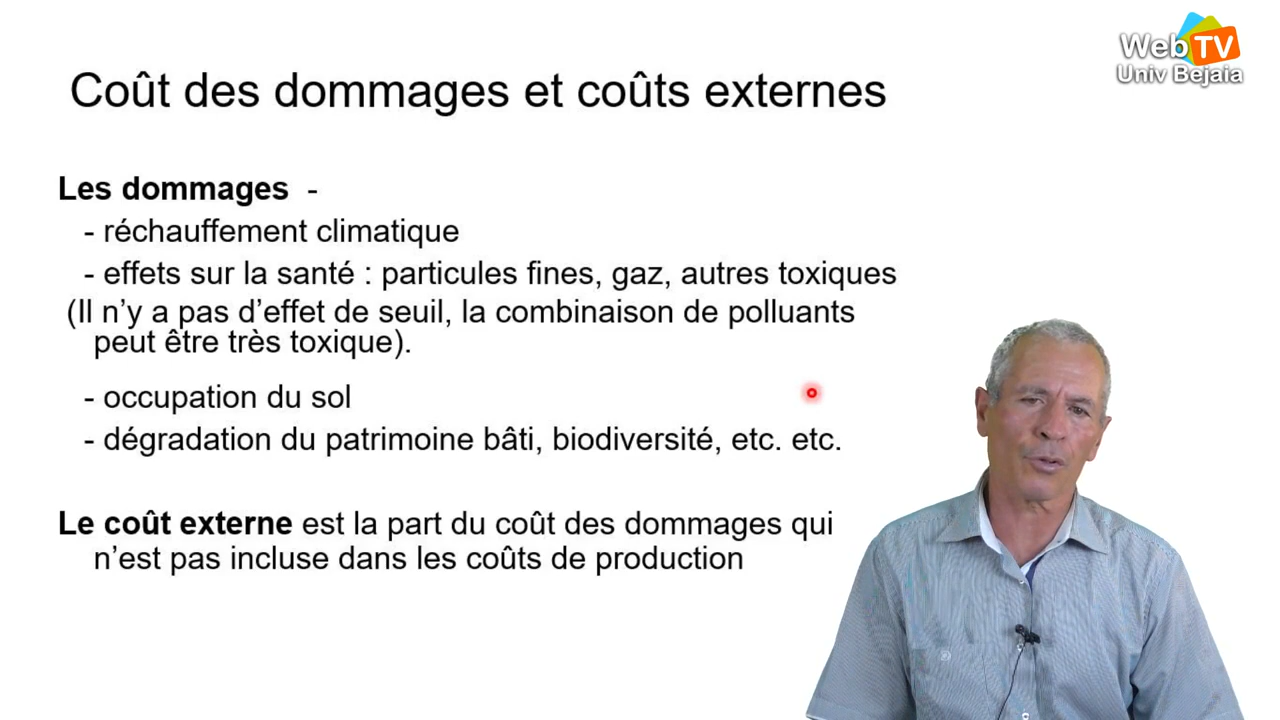 Web TV
Univ Bejaia
Coût des dommages et coûts externes
Les dommages -
- réchauffement climatique
- effets sur la santé : particules fines, gaz, autres toxiques
(Il n’y a pas d’effet de seuil, la combinaison de polluants
peut être très toxique).
- occupation du sol
- dégradation du patrimoine bâti, biodiversité, etc. etc.
Le coût externe est la part du coût des dommages qui
n’est pas incluse dans les coûts de production